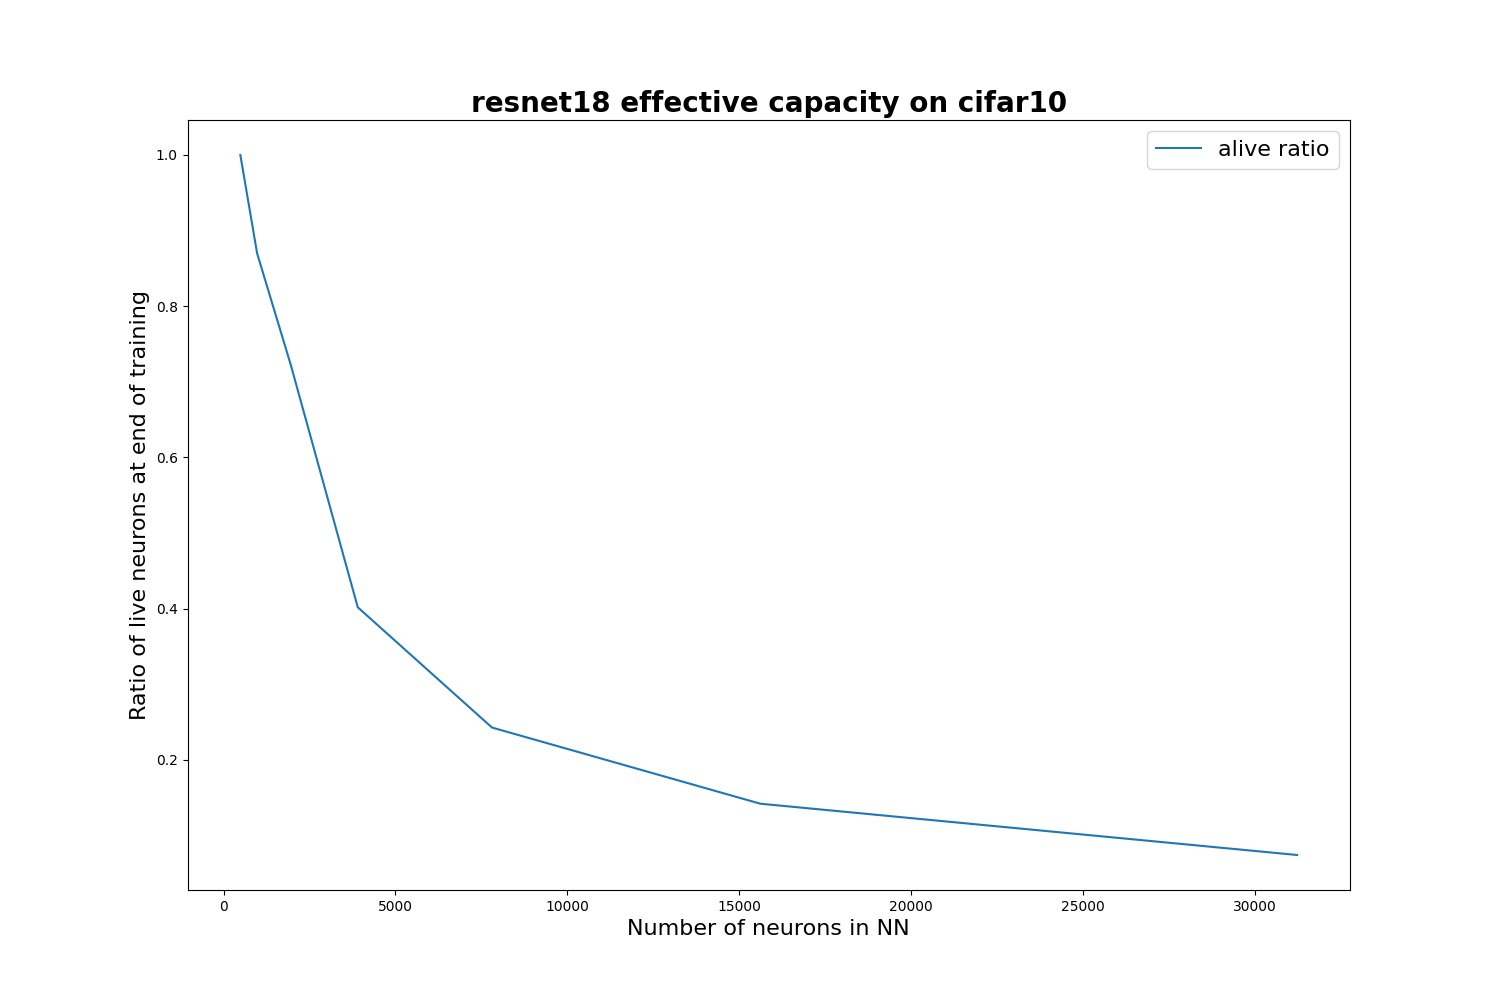 resnet18 effective capacity on cifar10
alive ratio
Ratio of live neurons at end of training
1.0
0.8
0.6
0.4
0.2
0 5000 10000 15000 20000 25000 30000
Number of neurons in NN